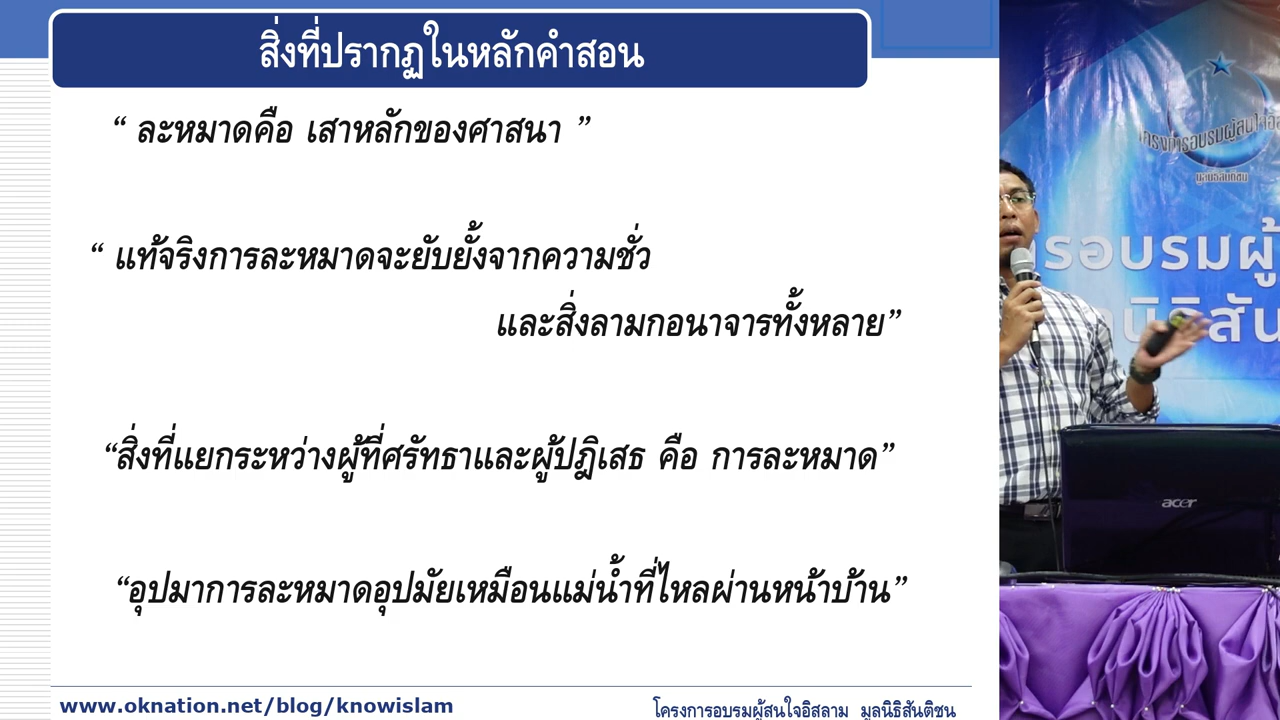 สิ่งที่ปรากฏในหลักคำสอน
“ ละหมาดคือ เสาหลักของศาสนา ”
“ แท้จริงการละหมาดจะยับยั้งจากความชั่ว
และสิ่งลามกอนาจารทั้งหลาย”
“สิ่งที่แยกระหว่างผู้ที่ศรัทธาและผู้ปฎิเสธ คือ การละหมาด”
“อุปมาการละหมาดอุปมัยเหมือนแม่น้ำที่ไหลผ่านหน้าบ้าน”
www.oknation.net/blog/knowislam
โครงการอบรมผู้สนใจอิสลาม มูลนิธิสันติชน
มูลนิธิสันติชน
รอบรมผู้
acer